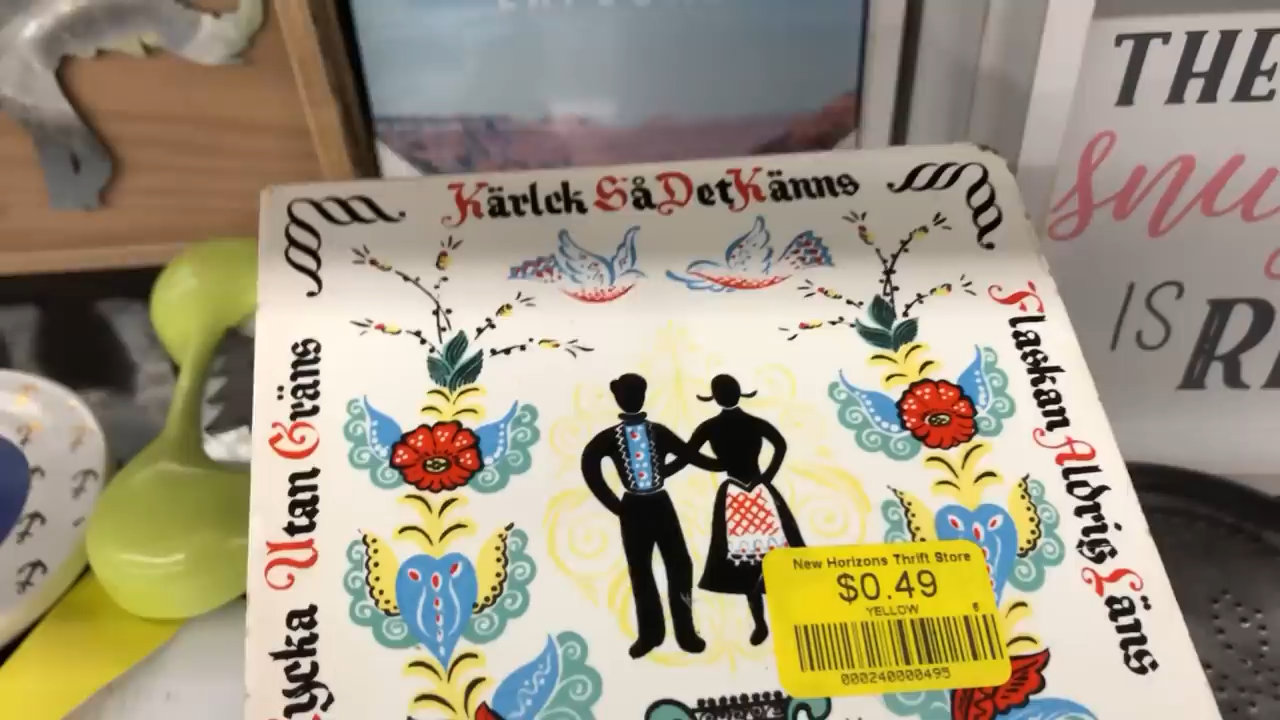 Kärlek Så Det Känns
Utan Gräns
Flaskan Aldrig Läns
New Horizons Thrift Store
$0.49
YELLOW 6
000240000495
THE
IS